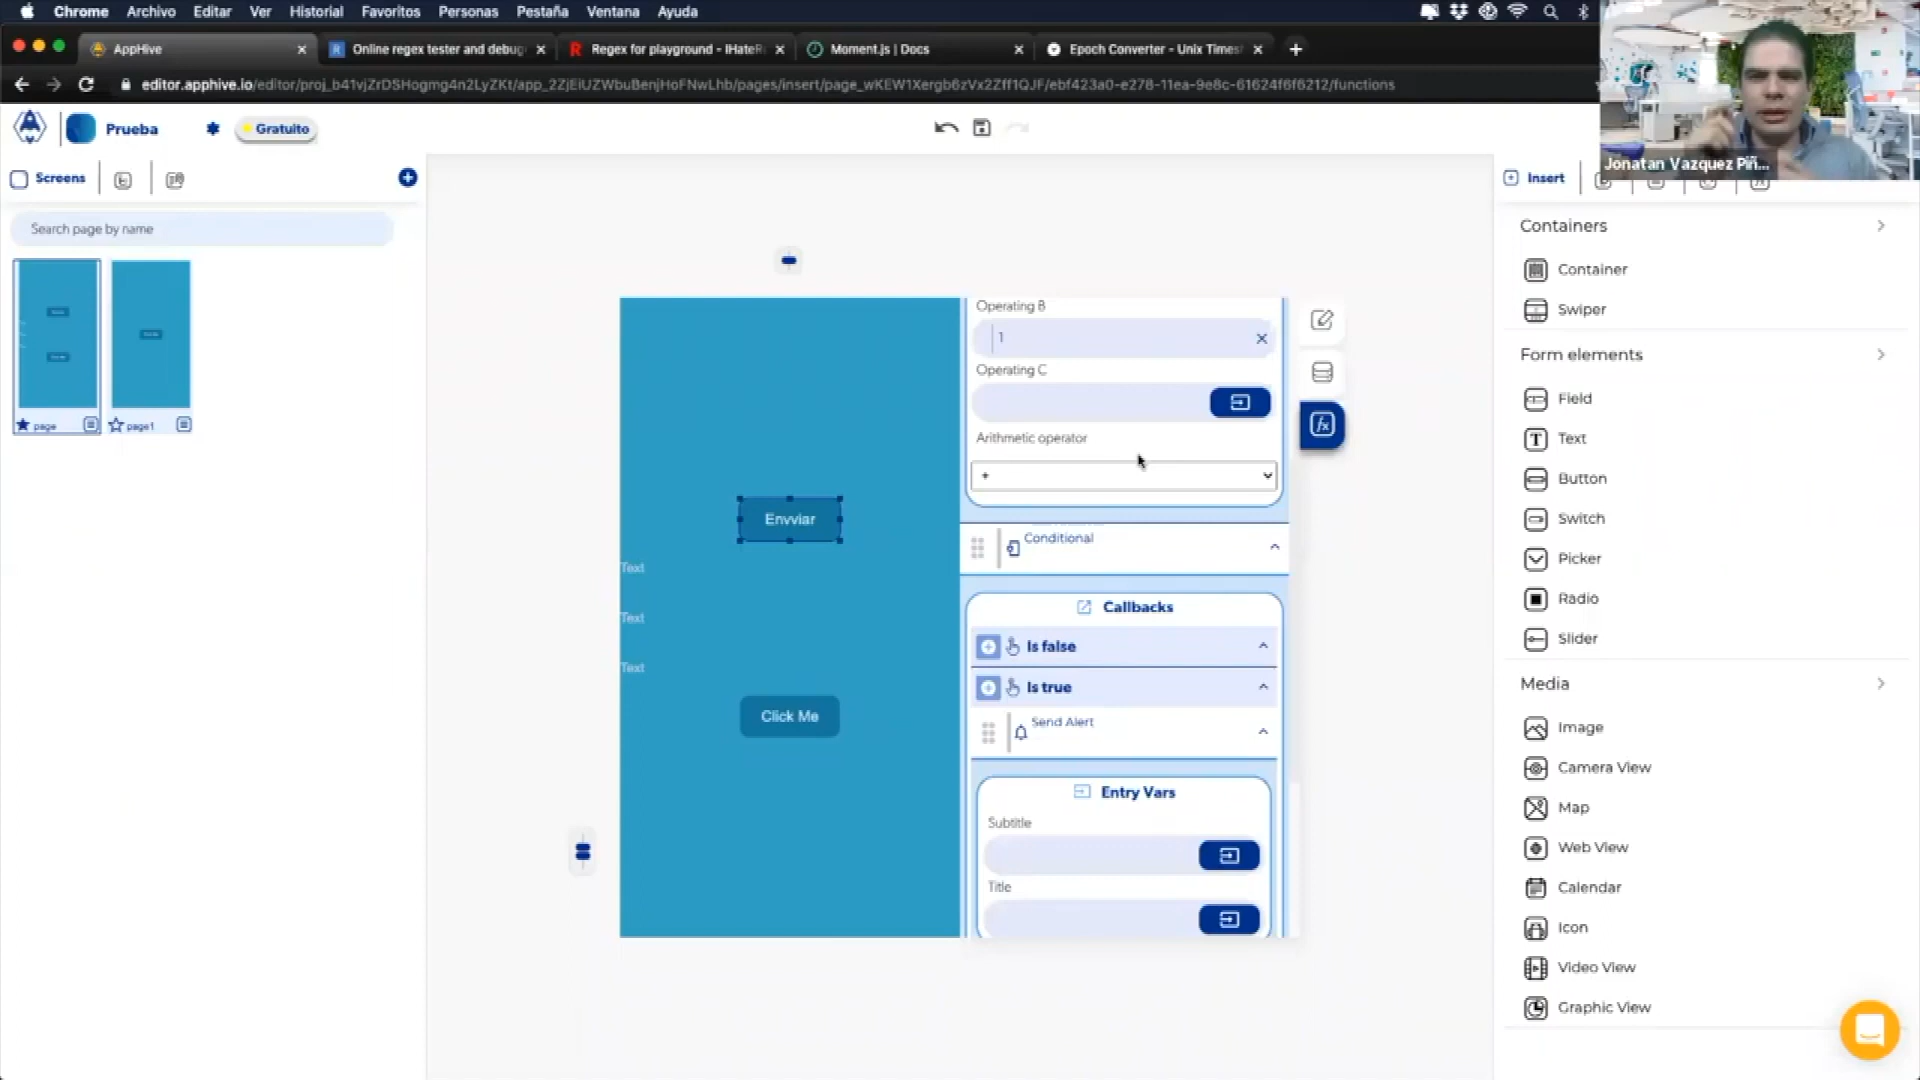 Chrome Archivo Editar Ver Historial Favoritos Personas Pestaña Ventana Ayuda
AppHive
Online regex tester and debug
Regex for playground - IHateR
Moment.js | Docs
Epoch Converter - Unix Times
editor.apphive.io/editor/proj_b41vjZrDSHogmg4n2LyZKt/app_2ZjEiUZWbuBenjHoFNwLhb/pages/insert/page_wKEW1Xergb6zVx2Zff1QJF/ebf423a0-e278-11ea-9e8c-61624f6f6212/functions
Jonatan Vazquez Piñ...
Prueba
Gratuito
Screens
Search page by name
page
page1
Envviar
Text
Text
Text
Click Me
Operating B
1
Operating C
Arithmetic operator
+
Conditional
Callbacks
Is false
Is true
Send Alert
Entry Vars
Subtitle
Title
fx
Insert
Containers
Container
Swiper
Form elements
Field
Text
Button
Switch
Picker
Radio
Slider
Media
Image
Camera View
Map
Web View
Calendar
Icon
Video View
Graphic View